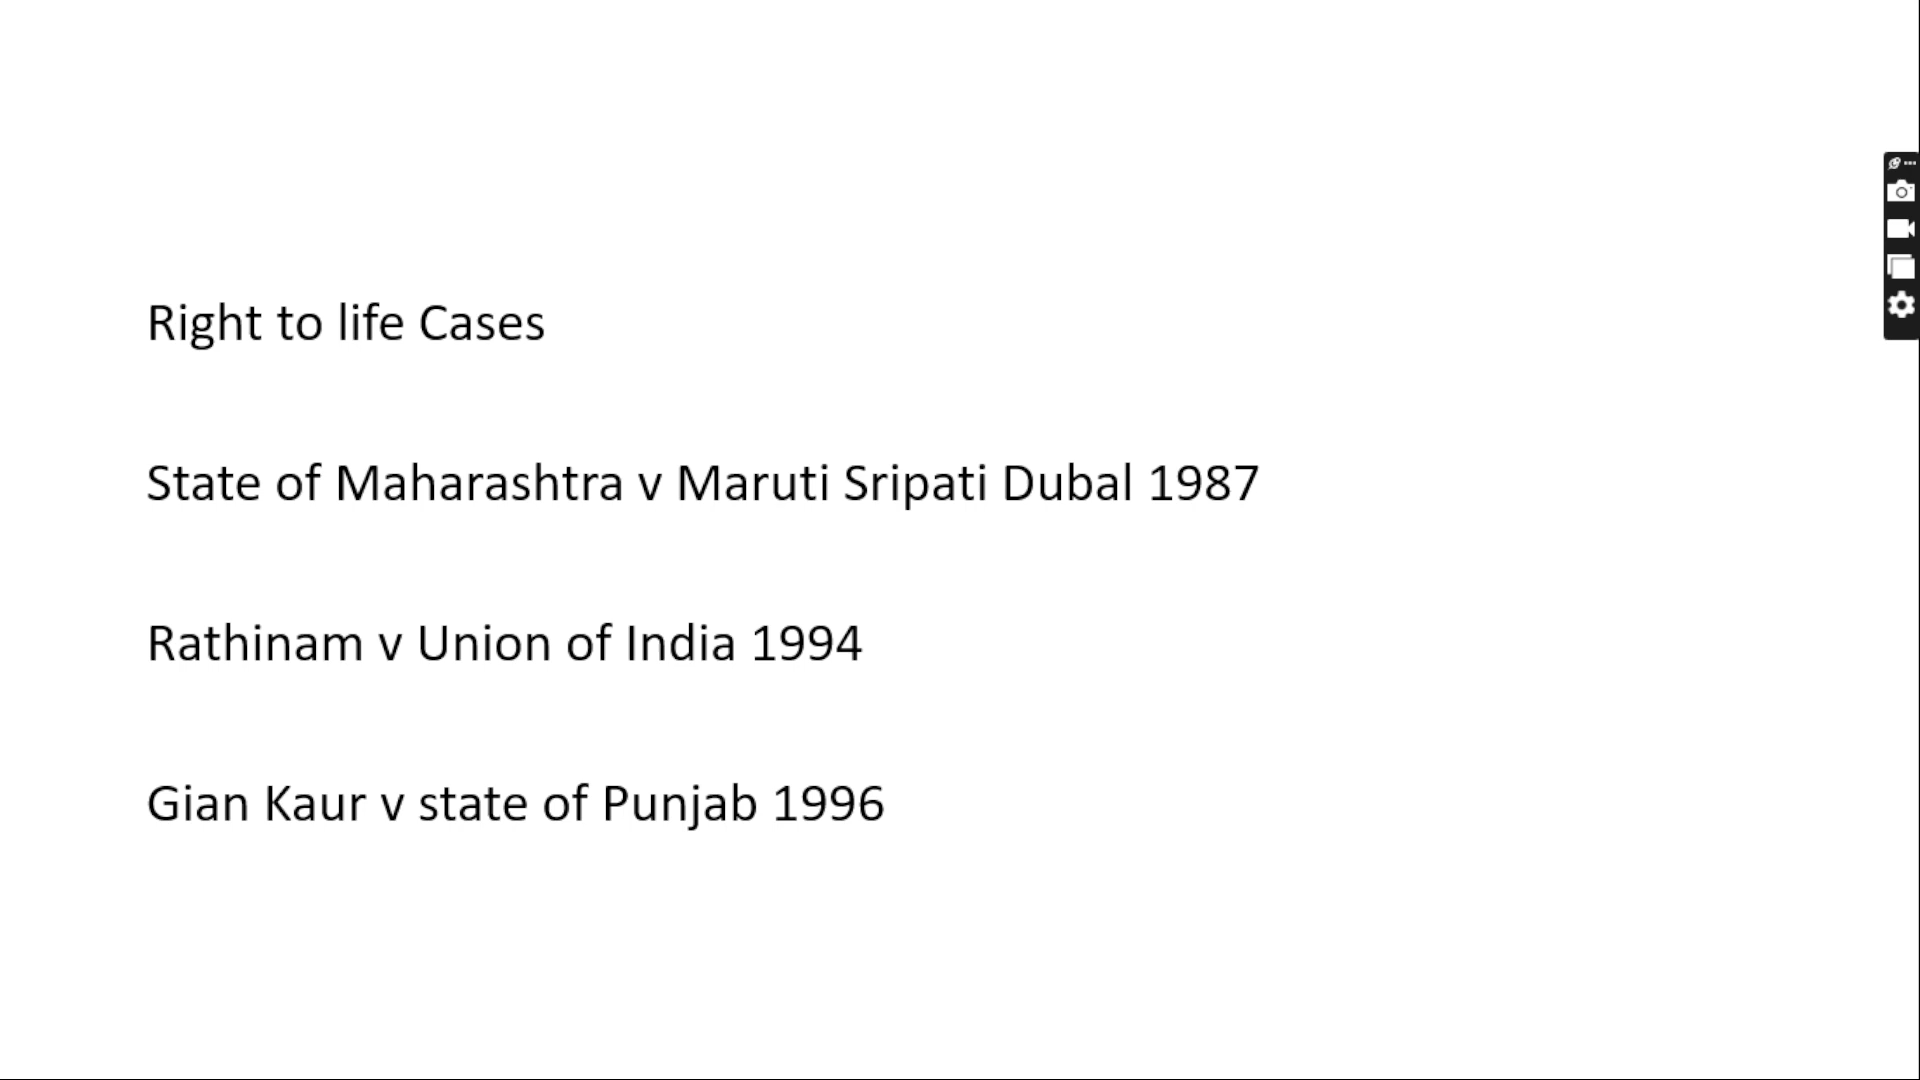 Right to life Cases
State of Maharashtra v Maruti Sripati Dubal 1987
Rathinam v Union of India 1994
Gian Kaur v state of Punjab 1996